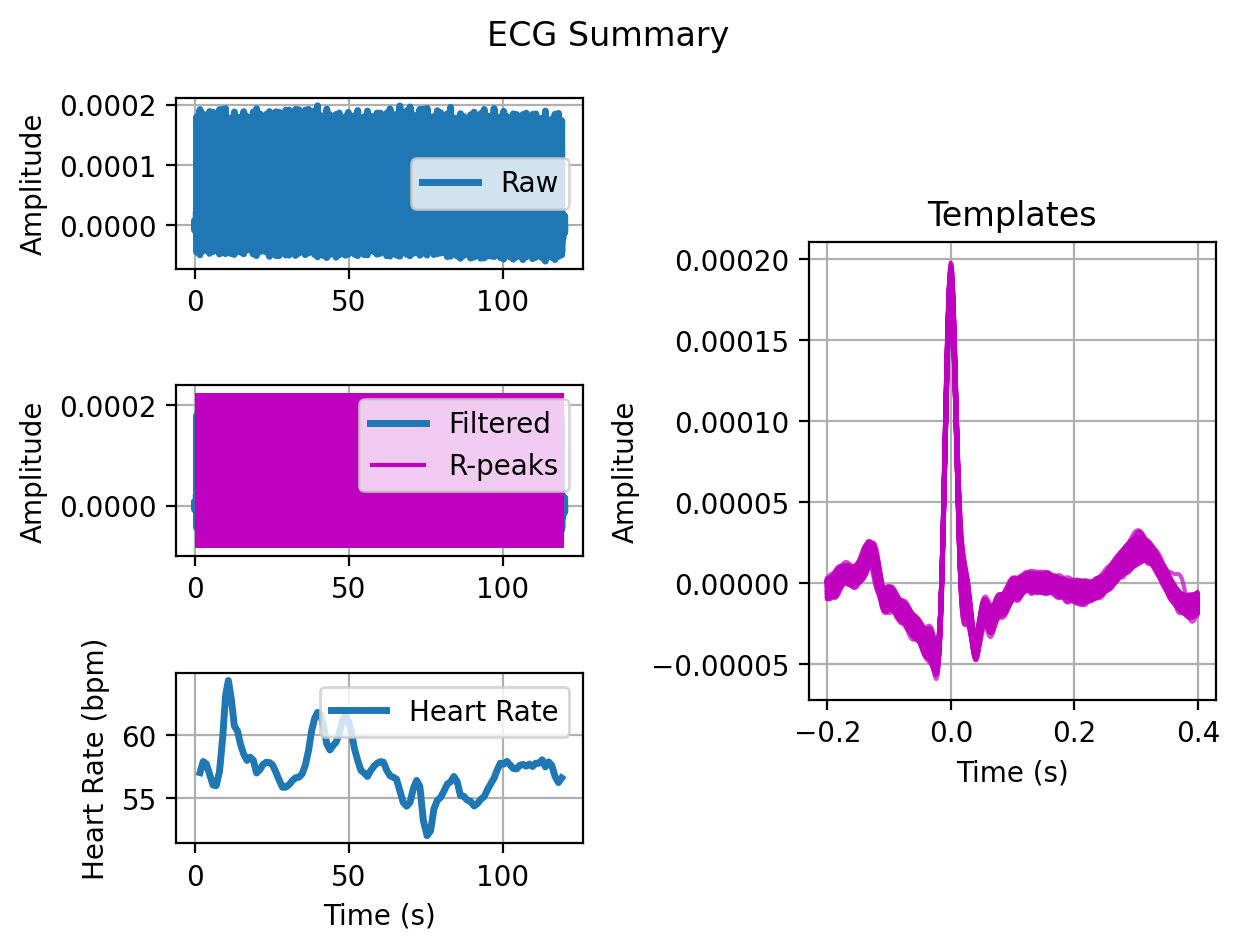 ECG Summary
Amplitude
0.0002
0.0001
0.0000
Raw
0 50 100
Amplitude
0.0002
0.0000
Filtered
R-peaks
0 50 100
Heart Rate (bpm)
60
55
Heart Rate
0 50 100
Time (s)
Templates
Amplitude
0.00020
0.00015
0.00010
0.00005
0.00000
−0.00005
−0.2 0.0 0.2 0.4
Time (s)